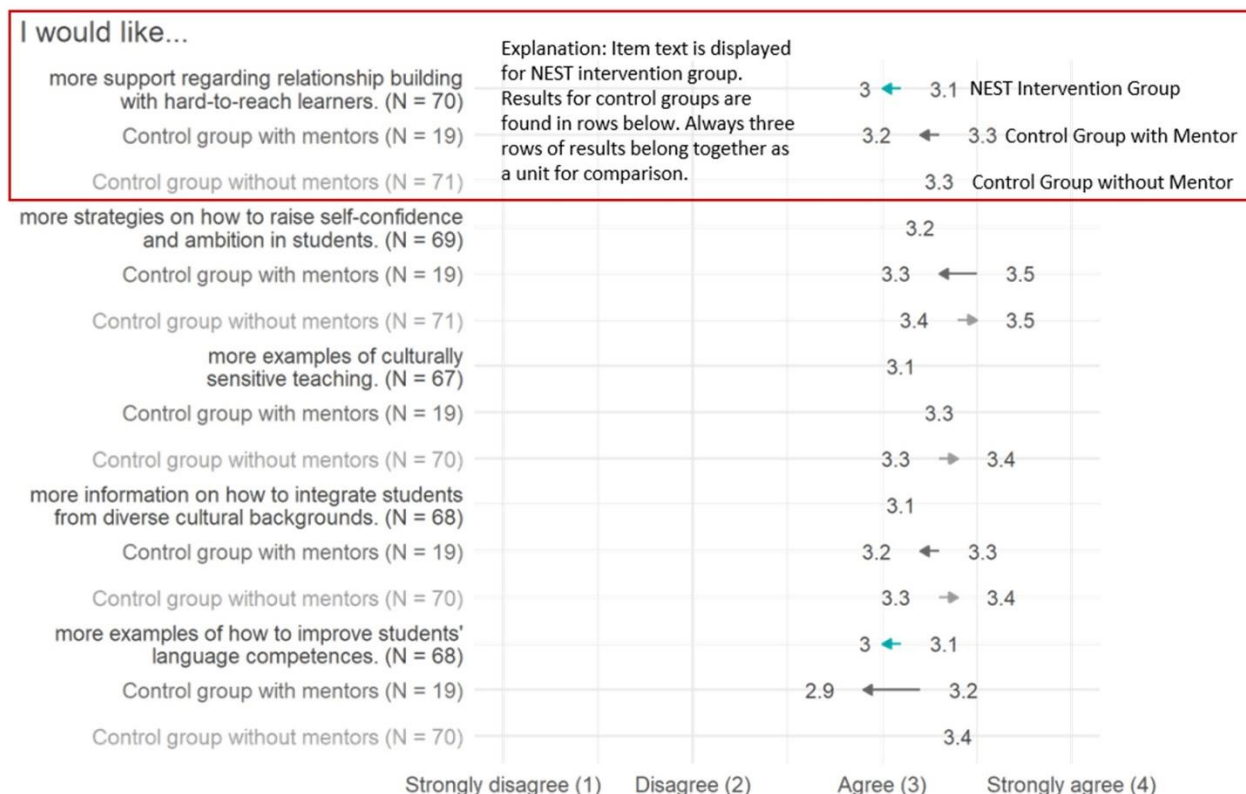 I would like...
Explanation: Item text is displayed
for NEST intervention group.
Results for control groups are
found in rows below. Always three
rows of results belong together as
a unit for comparison.
more support regarding relationship building
with hard-to-reach learners. (N = 70)
3 3.1 NEST Intervention Group
Control group with mentors (N = 19)
3.2 3.3 Control Group with Mentor
Control group without mentors (N = 71)
3.3 Control Group without Mentor
more strategies on how to raise self-confidence
and ambition in students. (N = 69)
3.2
Control group with mentors (N = 19)
3.3 3.5
Control group without mentors (N = 71)
3.4 3.5
more examples of culturally
sensitive teaching. (N = 67)
3.1
Control group with mentors (N = 19)
3.3
Control group without mentors (N = 70)
3.3 3.4
more information on how to integrate students
from diverse cultural backgrounds. (N = 68)
3.1
Control group with mentors (N = 19)
3.2 3.3
Control group without mentors (N = 70)
3.3 3.4
more examples of how to improve students'
language competences. (N = 68)
3 3.1
Control group with mentors (N = 19)
2.9 3.2
Control group without mentors (N = 70)
3.4
Strongly disagree (1) Disagree (2) Agree (3) Strongly agree (4)